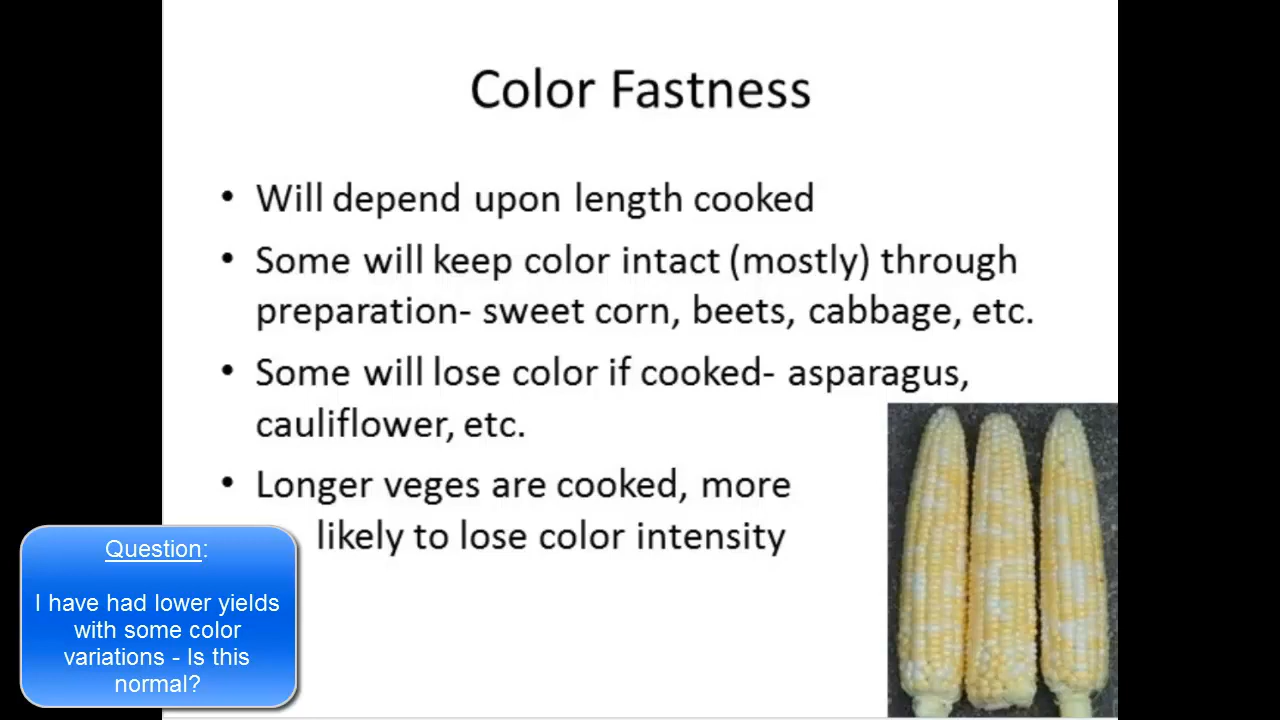 Color Fastness
• Will depend upon length cooked
• Some will keep color intact (mostly) through
preparation- sweet corn, beets, cabbage, etc.
• Some will lose color if cooked- asparagus,
cauliflower, etc.
• Longer veges are cooked, more
likely to lose color intensity
Question:
I have had lower yields
with some color
variations - Is this
normal?